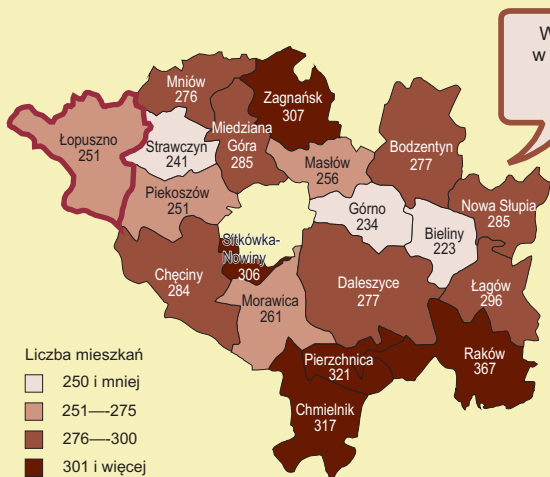 W
w
Mniów
276
Zagnańsk
307
Łopuszno
251
Strawczyn
241
Miedziana
Góra
285
Masłów
256
Bodzentyn
277
Piekoszów
251
Górno
234
Bieliny
223
Nowa Słupia
285
Sitkówka-
Nowiny
306
Chęciny
284
Morawica
261
Daleszyce
277
Łagów
296
Pierzchnica
321
Raków
367
Chmielnik
317
Liczba mieszkań
250 i mniej
251—-275
276—-300
301 i więcej